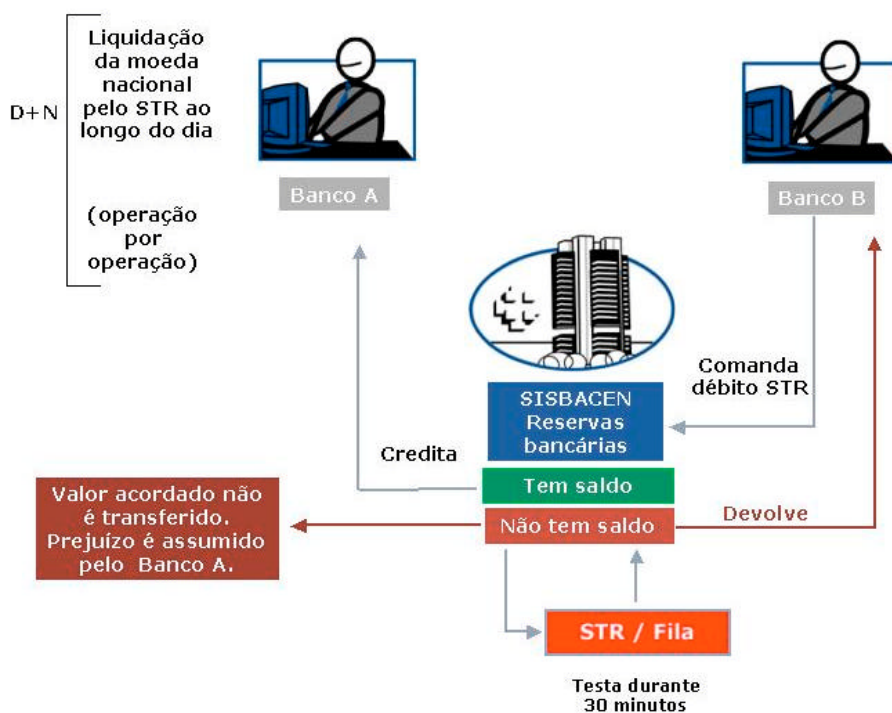 D+N
Liquidação
da moeda
nacional
pelo STR ao
longo do dia
(operação
por
operação)
Banco A
Banco B
Comanda
débito STR
SISBACEN
Reservas
bancárias
Credita
Tem saldo
Não tem saldo
Devolve
Valor acordado não
é transferido.
Prejuízo é assumido
pelo Banco A.
STR / Fila
Testa durante
30 minutos